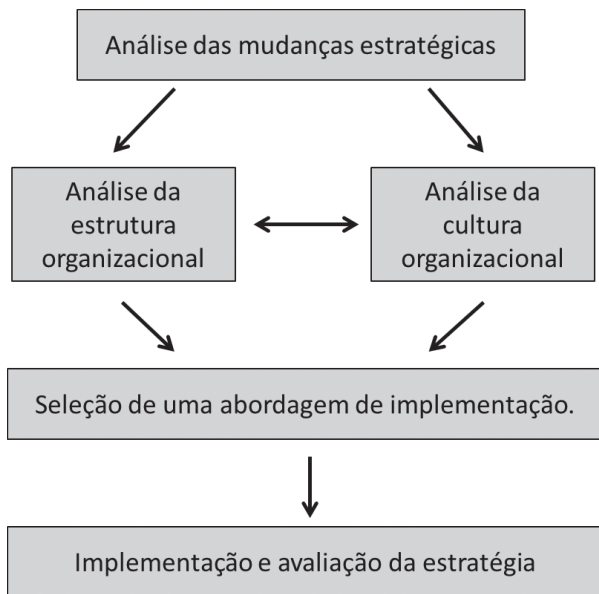 Análise das mudanças estratégicas
Análise da
estrutura
organizacional
Análise da
cultura
organizacional
Seleção de uma abordagem de implementação.
Implementação e avaliação da estratégia